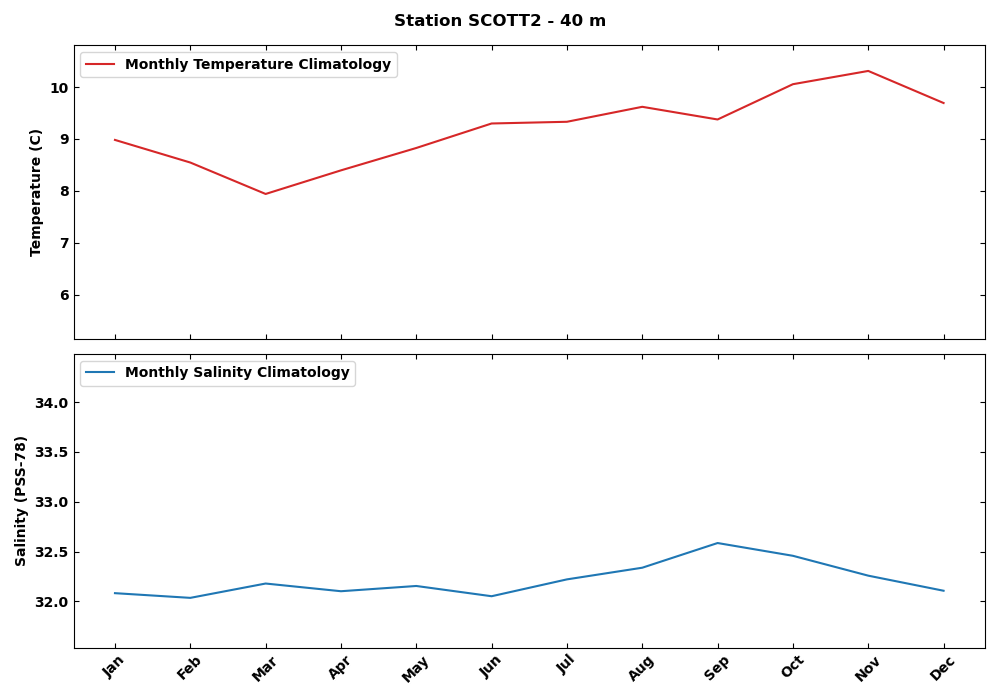 Station SCOTT2 - 40 m
Monthly Temperature Climatology
Temperature (C)
10
9
8
7
6
Monthly Salinity Climatology
Salinity (PSS-78)
34.0
33.5
33.0
32.5
32.0
Jan Feb Mar Apr May Jun Jul Aug Sep Oct Nov Dec